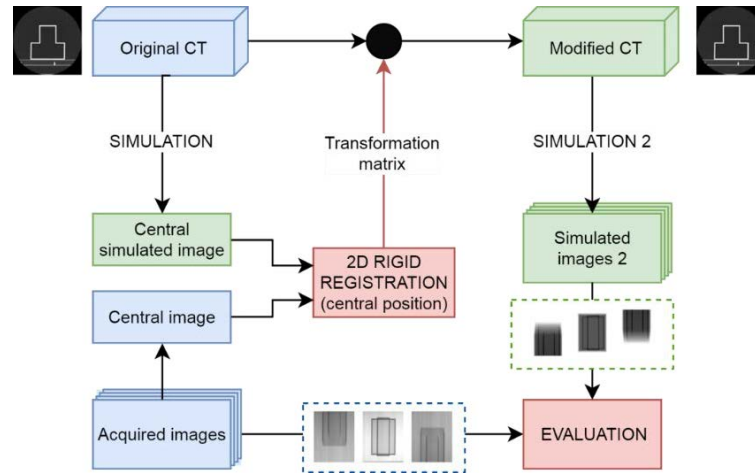 Original CT
Modified CT
SIMULATION
Transformation
matrix
SIMULATION 2
Central
simulated image
2D RIGID
REGISTRATION
(central position)
Simulated
images 2
Central image
Acquired images
EVALUATION